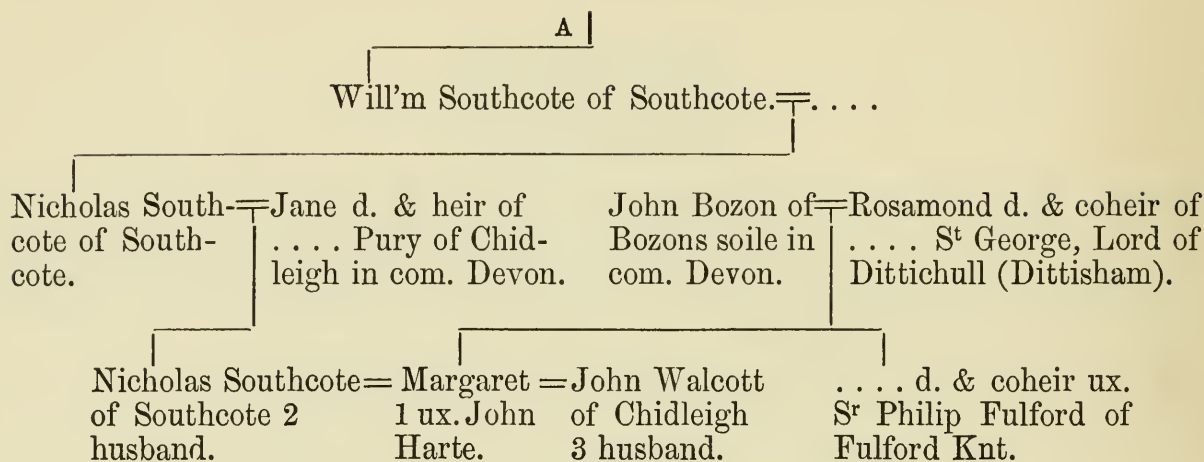 A
Will'm Southcote of Southcote.=. . . .
Nicholas South-
cote of South-
cote.
Jane d. & heir of
. . . . Pury of Chid-
leigh in com. Devon.
John Bozon of
Bozons soile in
com. Devon.
Rosamond d. & coheir of
. . . . Sᵗ George, Lord of
Dittichull (Dittisham).
Nicholas Southcote=
of Southcote 2
husband.
Margaret
1 ux. John
Harte.
=John Walcott
of Chidleigh
3 husband.
. . . . d. & coheir ux.
Sʳ Philip Fulford of
Fulford Knt.